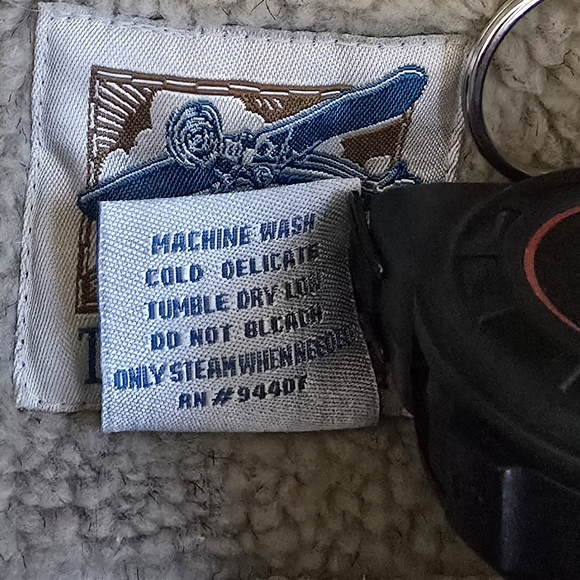 MACHINE WASH
COLD DELICATE
TUMBLE DRY LOW
DO NOT BLEACH
ONLY STEAM WHEN NEEDED
RN # 94407
T